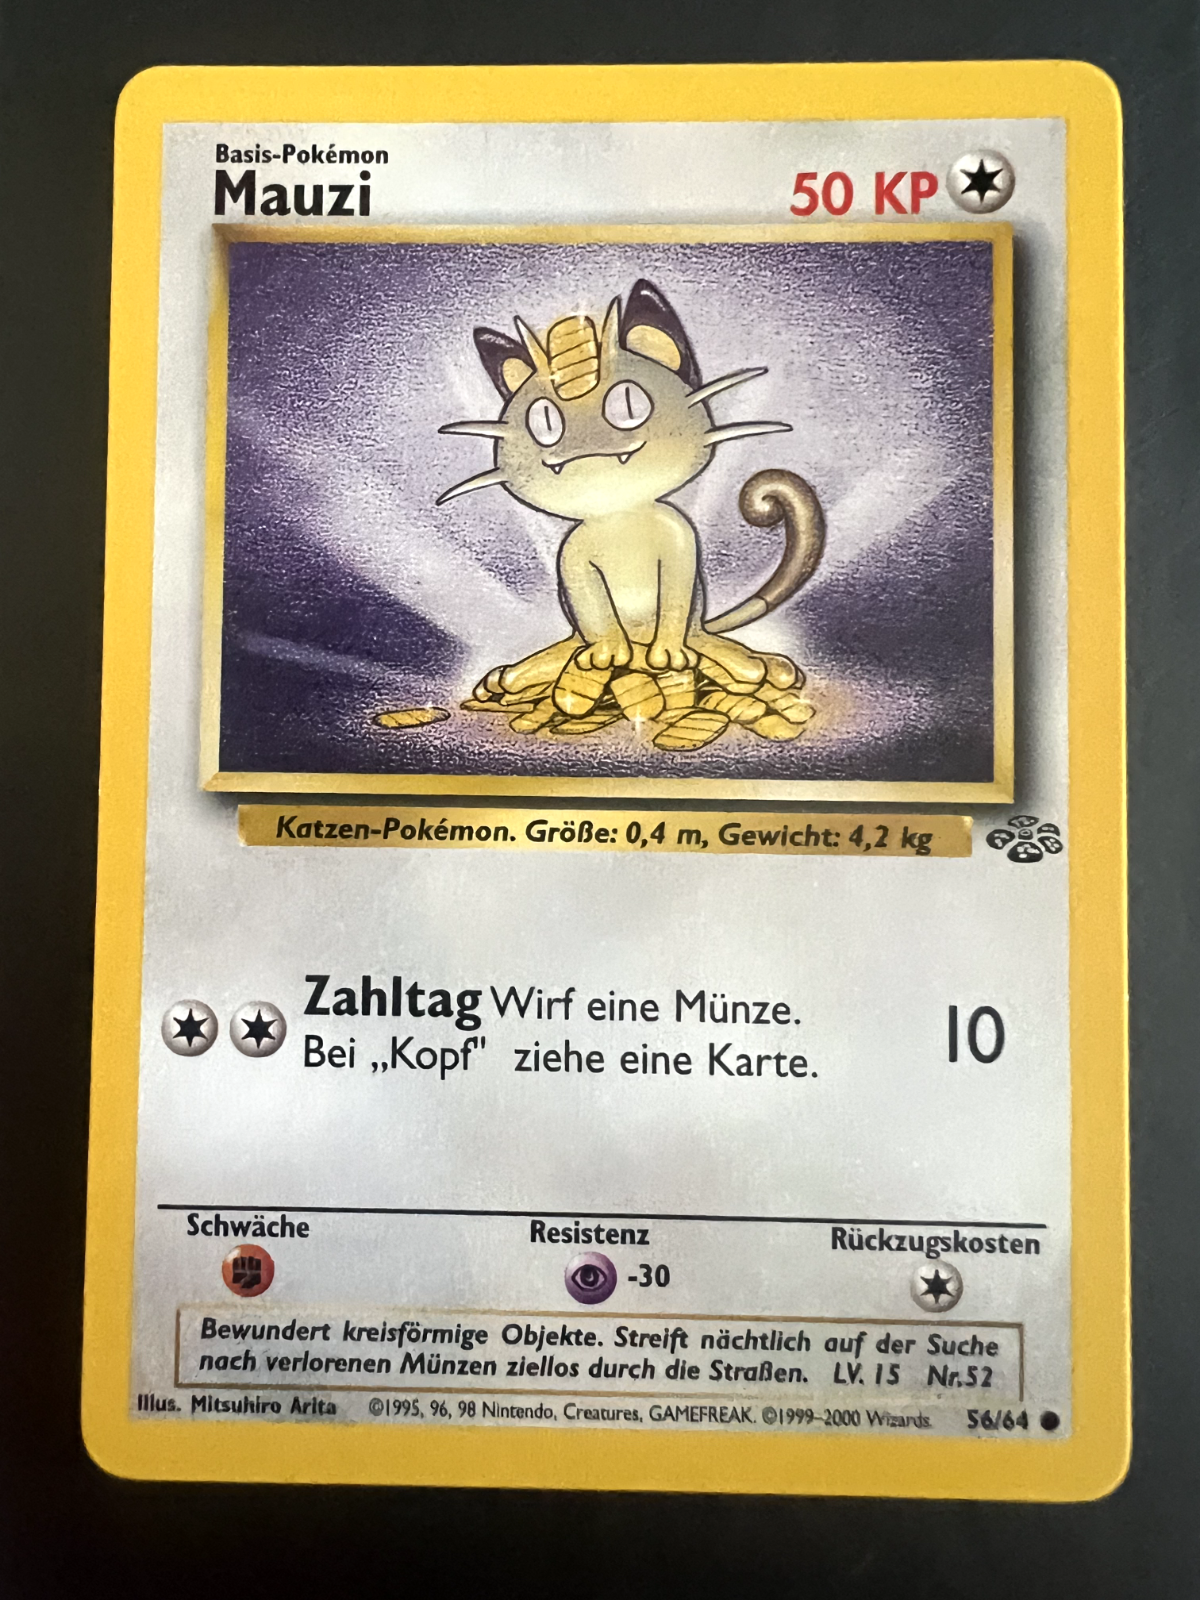 Basis-Pokémon
Mauzi
50 KP
Katzen-Pokémon. Größe: 0,4 m, Gewicht: 4,2 kg
Zahltag Wirf eine Münze.
Bei „Kopf" ziehe eine Karte.
10
Schwäche
Resistenz
Rückzugskosten
-30
Bewundert kreisförmige Objekte. Streift nächtlich auf der Suche
nach verlorenen Münzen ziellos durch die Straßen. LV. 15 Nr.52
Illus. Mitsuhiro Arita ©1995, 96, 98 Nintendo, Creatures, GAMEFREAK. ©1999-2000 Wizards. 56/64